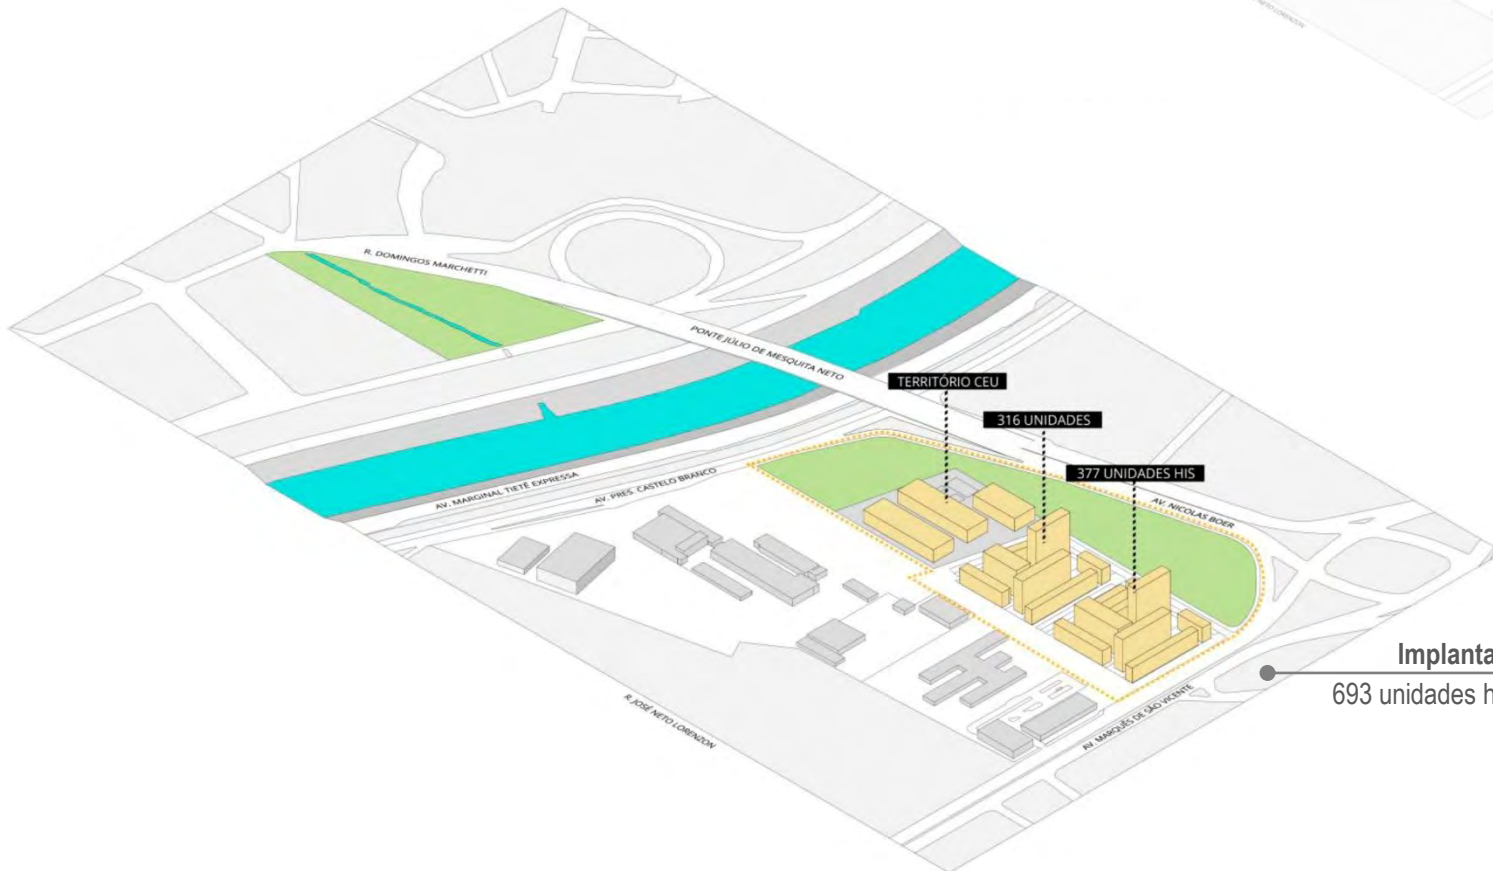 R. DOMINGOS MARCHETTI
PONTE JÚLIO DE MESQUITA NETO
TERRITÓRIO CEU
316 UNIDADES
377 UNIDADES HIS
AV. MARGINAL TIETÊ EXPRESSA
AV. PRES. CASTELO BRANCO
AV. NICOLAS BOER
Implanta
693 unidades h
R. JOSÉ NETO LORENZON
AV. MARQUÊS DE SÃO VICENTE